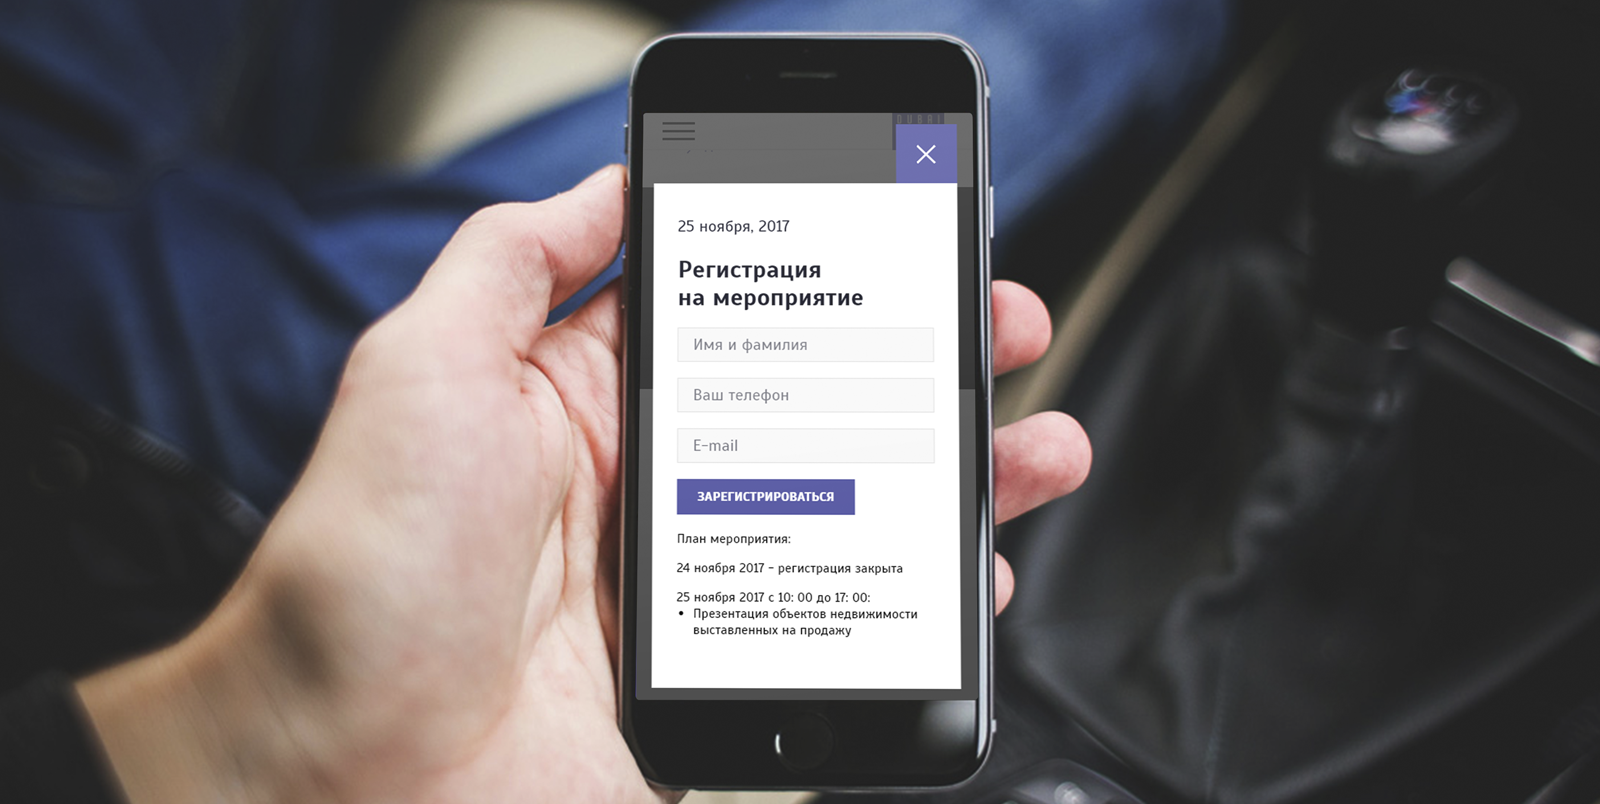 DUBAI
25 ноября, 2017
Регистрация
на мероприятие
Имя и фамилия
Ваш телефон
E-mail
ЗАРЕГИСТРИРОВАТЬСЯ
План мероприятия:
24 ноября 2017 - регистрация закрыта
25 ноября 2017 с 10: 00 до 17: 00:
• Презентация объектов недвижимости
выставленных на продажу